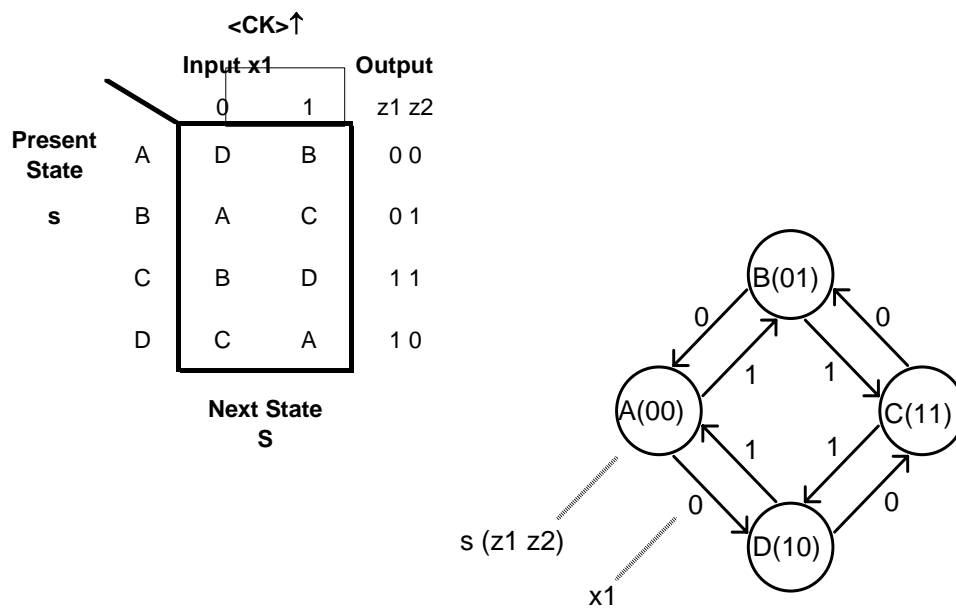 <CK>↑
Input x1 Output
0 1 z1 z2
Present
State
s
A D B 0 0
B A C 0 1
C B D 1 1
D C A 1 0
Next State
S
B(01)
0 0
1 1
A(00) C(11)
1 1
0 0
D(10)
s (z1 z2)
x1